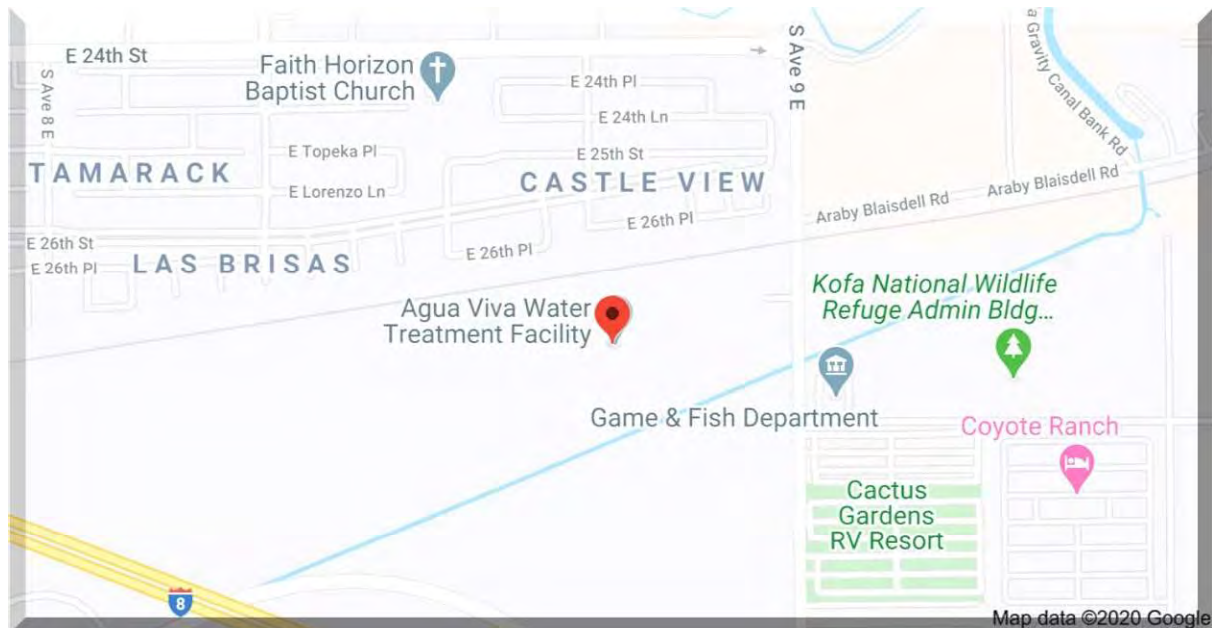 E 24th St
S Ave 8 E
Faith Horizon
Baptist Church
E 24th Pl
E 24th Ln
S Ave 9 E
a Gravity Canal Bank Rd
TAMARACK
E Topeka Pl
E Lorenzo Ln
E 25th St
CASTLE VIEW
E 26th Pl
Araby Blaisdell Rd
Araby Blaisdell Rd
E 26th St
E 26th Pl
LAS BRISAS
E 26th Pl
Agua Viva Water
Treatment Facility
Kofa National Wildlife
Refuge Admin Bldg...
Game & Fish Department
Coyote Ranch
Cactus
Gardens
RV Resort
8
Map data ©2020 Google